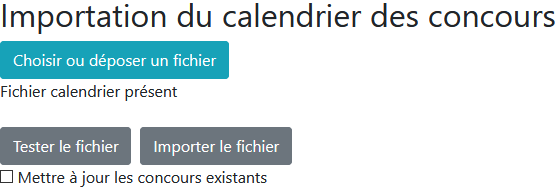 Importation du calendrier des concours
Choisir ou déposer un fichier
Fichier calendrier présent
Tester le fichier Importer le fichier
Mettre à jour les concours existants